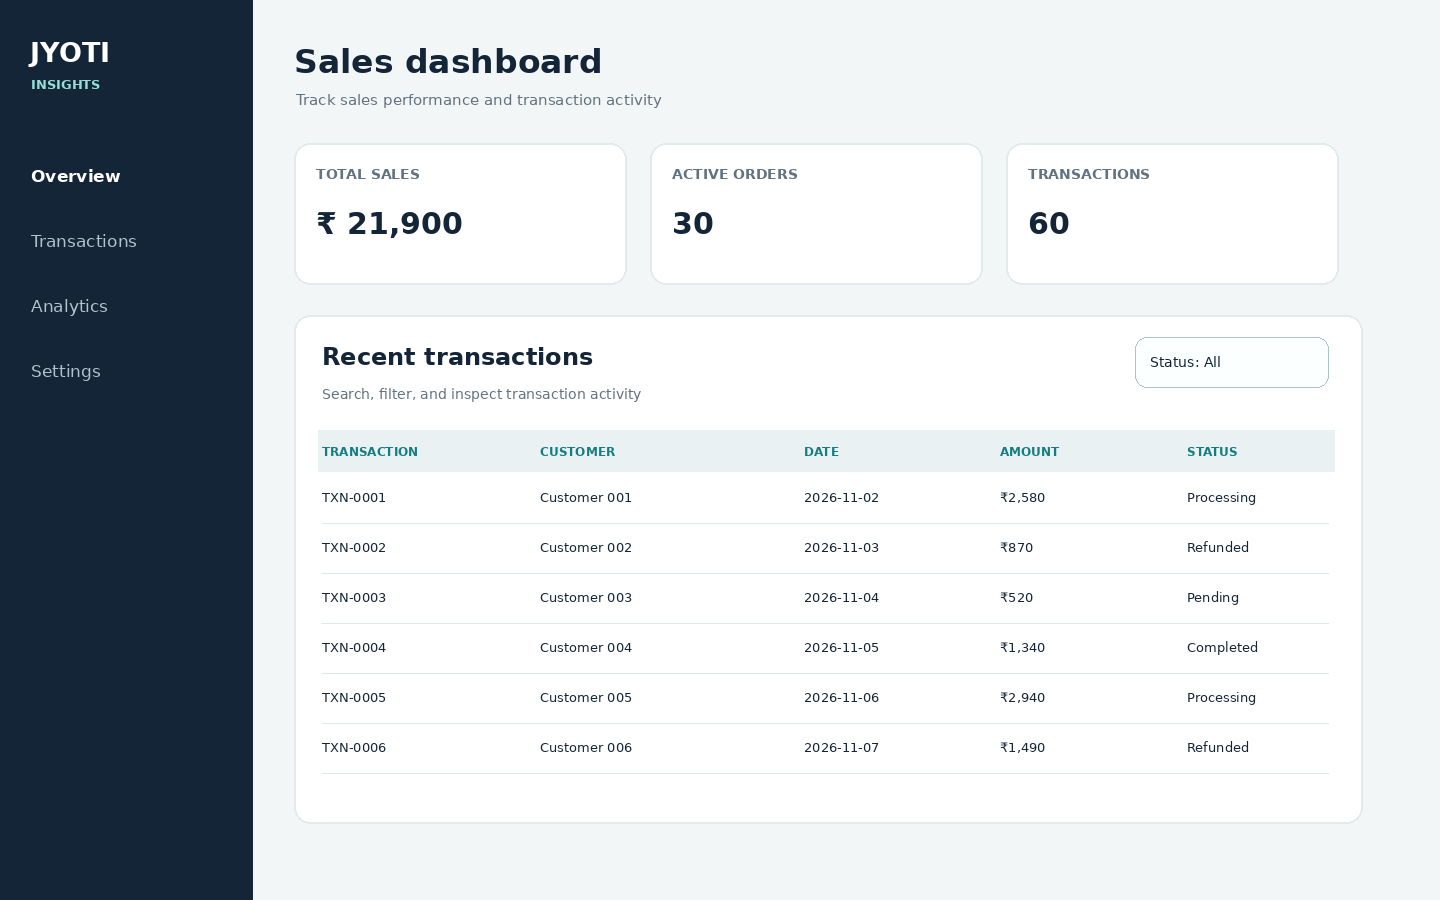 JYOTI
INSIGHTS
Overview
Transactions
Analytics
Settings
Sales dashboard
Track sales performance and transaction activity
TOTAL SALES
₹ 21,900
ACTIVE ORDERS
30
TRANSACTIONS
60
Recent transactions
Search, filter, and inspect transaction activity
Status: All
TRANSACTION CUSTOMER DATE AMOUNT STATUS
TXN-0001 Customer 001 2026-11-02 ₹2,580 Processing
TXN-0002 Customer 002 2026-11-03 ₹870 Refunded
TXN-0003 Customer 003 2026-11-04 ₹520 Pending
TXN-0004 Customer 004 2026-11-05 ₹1,340 Completed
TXN-0005 Customer 005 2026-11-06 ₹2,940 Processing
TXN-0006 Customer 006 2026-11-07 ₹1,490 Refunded